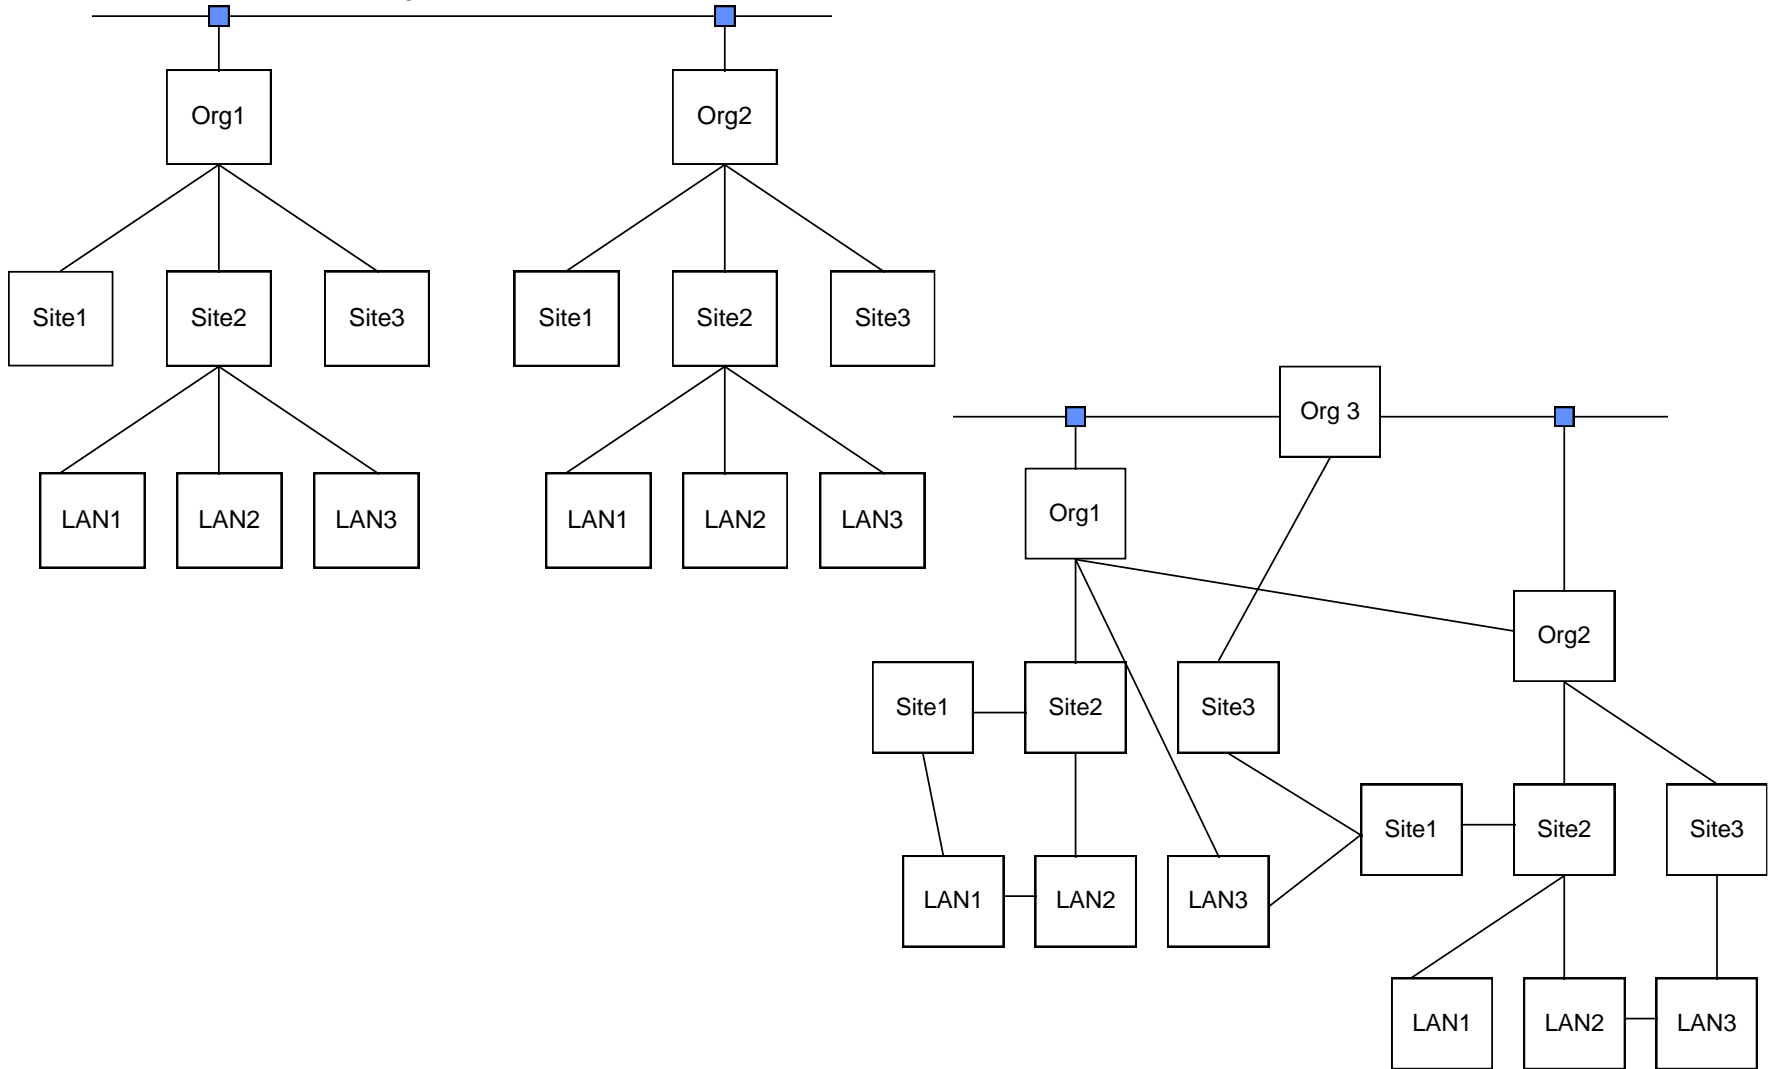 Org1
Org2
Site1
Site2
Site3
Site1
Site2
Site3
LAN1
LAN2
LAN3
LAN1
LAN2
LAN3
Org 3
Org1
Org2
Site1
Site2
Site3
Site1
Site2
Site3
LAN1
LAN2
LAN3
LAN1
LAN2
LAN3